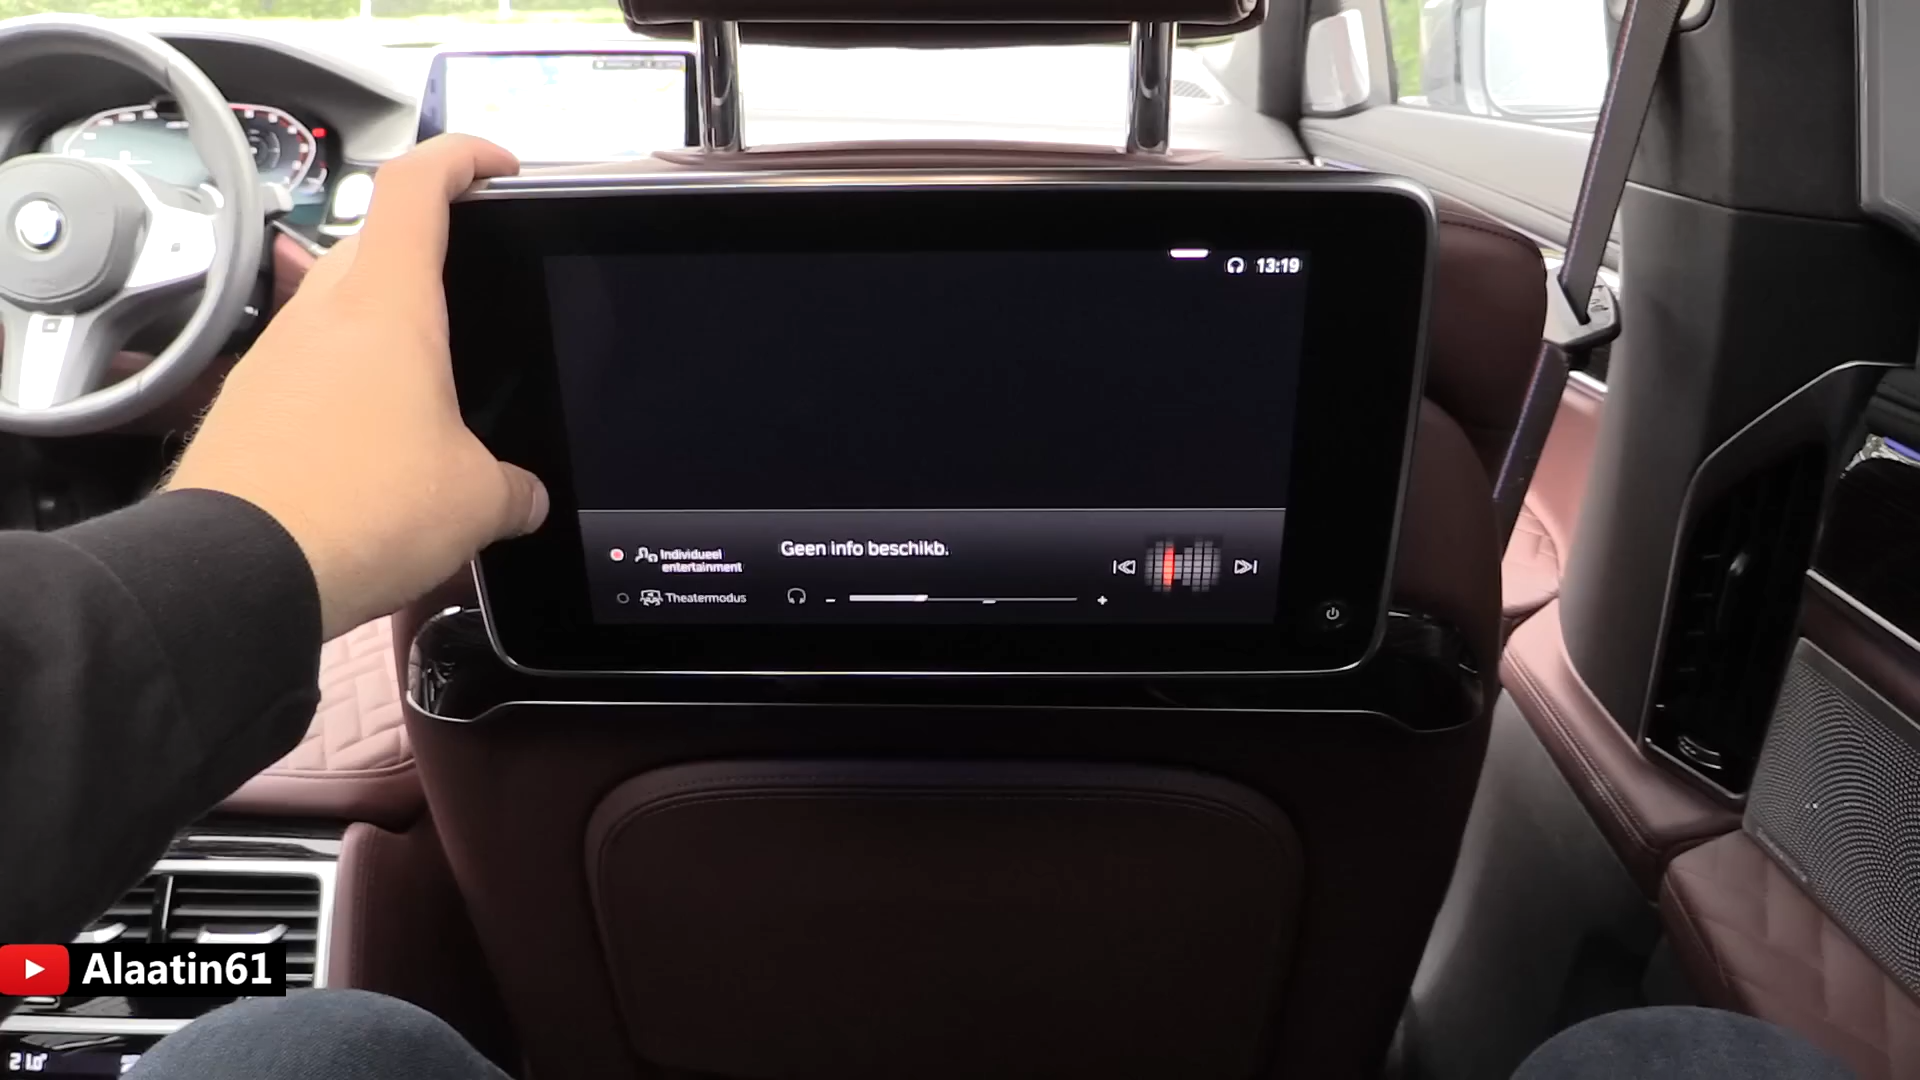 13:19
Individueel
entertainment
Geen info beschikb.
Theatermodus
Alaatin61